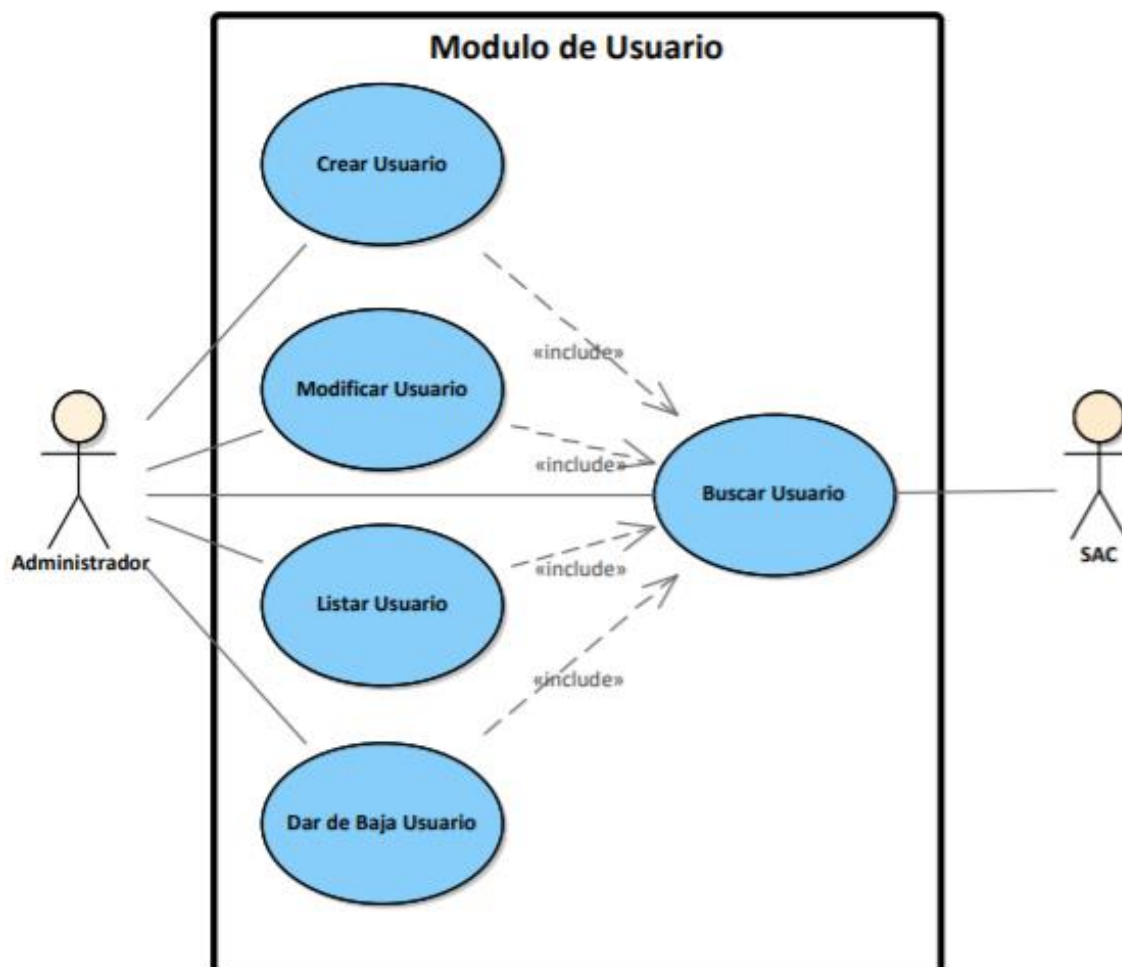 Modulo de Usuario
Crear Usuario
«include»
Modificar Usuario
«include»
Buscar Usuario
Administrador
SAC
Listar Usuario
«include»
«include»
Dar de Baja Usuario